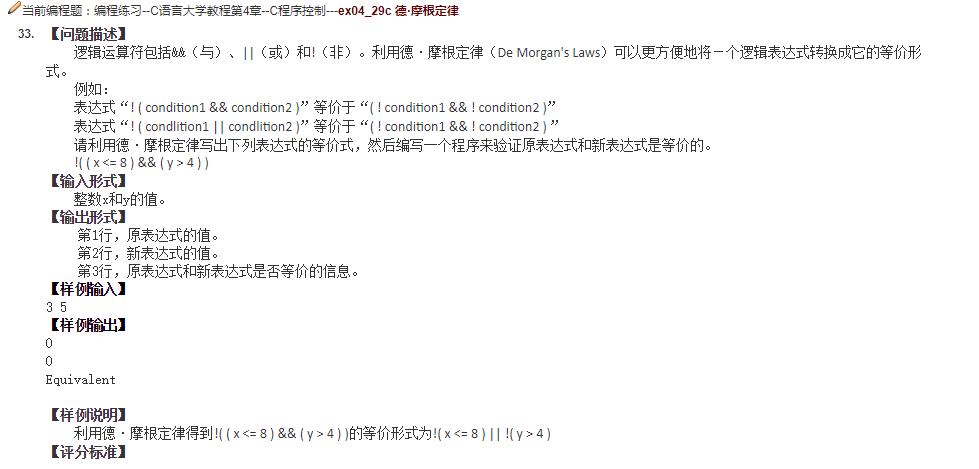 当前编程题：编程练习--C语言大学教程第4章--C程序控制---ex04_29c 德·摩根定律
33. 【问题描述】
逻辑运算符包括&&（与）、||（或）和!（非）。利用德·摩根定律（De Morgan's Laws）可以更方便地将一个逻辑表达式转换成它的等价形
式。
例如：
表达式“! ( condition1 && condition2 )”等价于“( ! condition1 && ! condition2 )”
表达式“! ( condlition1 || condlition2 )”等价于“( ! condition1 && ! condition2 ) ”
请利用德·摩根定律写出下列表达式的等价式，然后编写一个程序来验证原表达式和新表达式是等价的。
!( ( x <= 8 ) && ( y > 4 ) )
【输入形式】
整数x和y的值。
【输出形式】
第1行，原表达式的值。
第2行，新表达式的值。
第3行，原表达式和新表达式是否等价的信息。
【样例输入】
3 5
【样例输出】
0
0
Equivalent
【样例说明】
利用德·摩根定律得到!( ( x <= 8 ) && ( y > 4 ) )的等价形式为!( x <= 8 ) || !( y > 4 )
【评分标准】